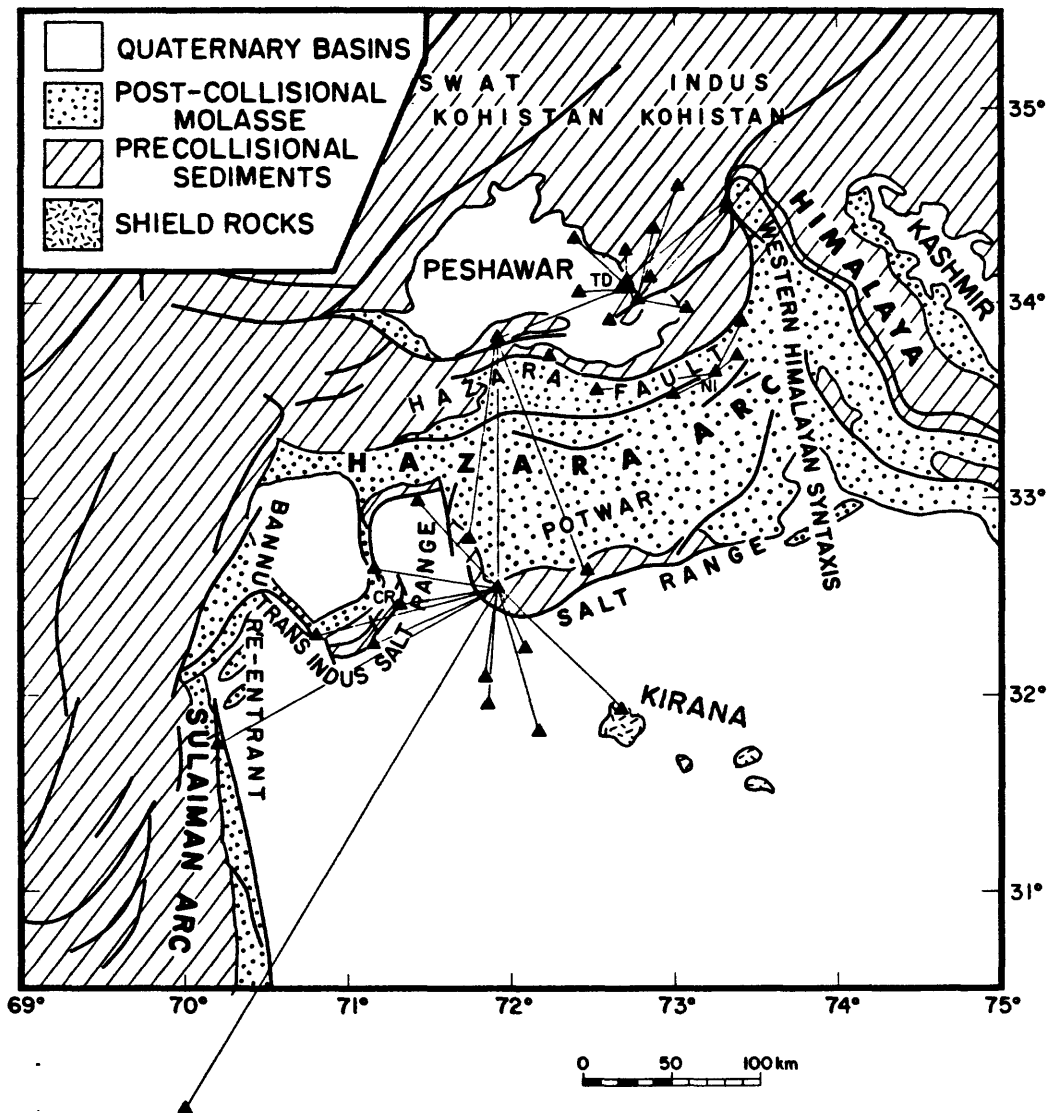 QUATERNARY BASINS
POST-COLLISIONAL
MOLASSE
PRECOLLISIONAL
SEDIMENTS
SHIELD ROCKS
SWAT
KOHISTAN
INDUS
KOHISTAN
HIMALAYA
KASHMIR
PESHAWAR
TD
WESTERN HIMALAYAN SYNTAXIS
HAZARA FAULT
NI
HAZARA ARC
POTWAR
SALT RANGE
BANNU
RE-ENTRANT
CR
TRANS INDUS SALT RANGE
KIRANA
SULAIMAN ARC
35°
34°
33°
32°
31°
69° 70° 71° 72° 73° 74° 75°
0 50 100 km